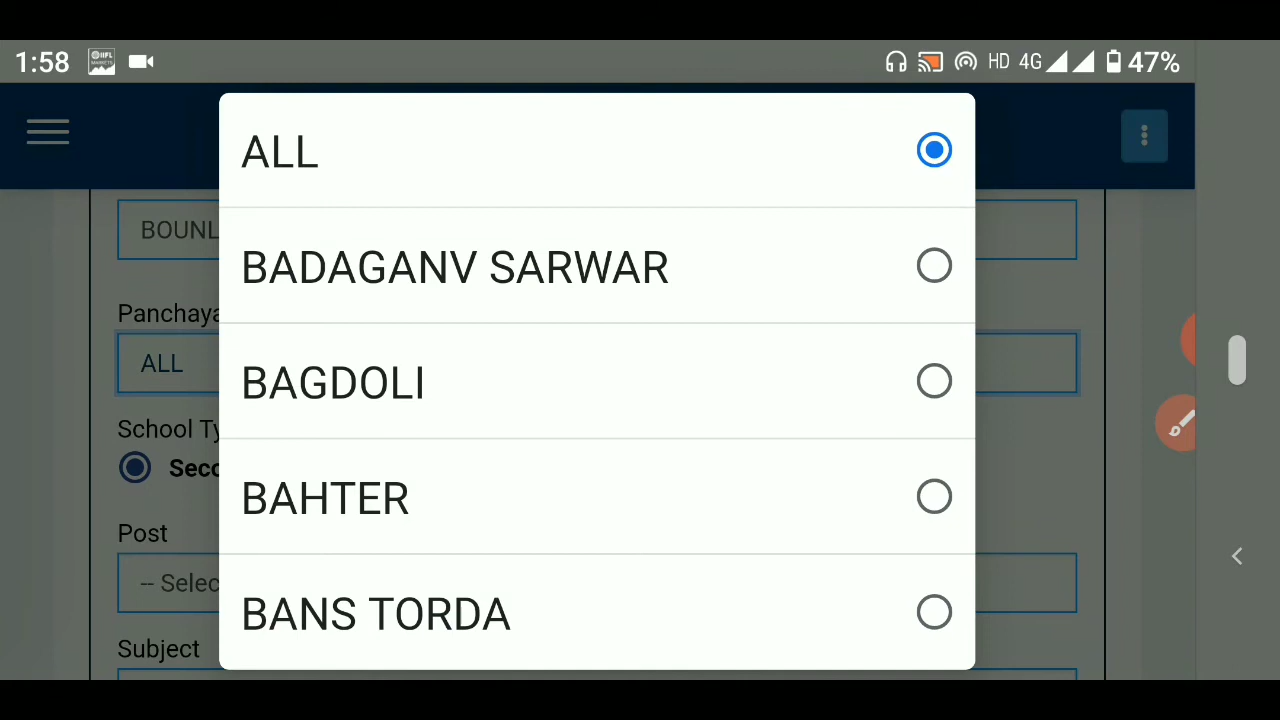 1:58 HD 4G 47%
ALL
BADAGANV SARWAR
BAGDOLI
BAHTER
BANS TORDA
BOUNL
Panchaya
ALL
School Ty
Seco
Post
-- Selec
Subject